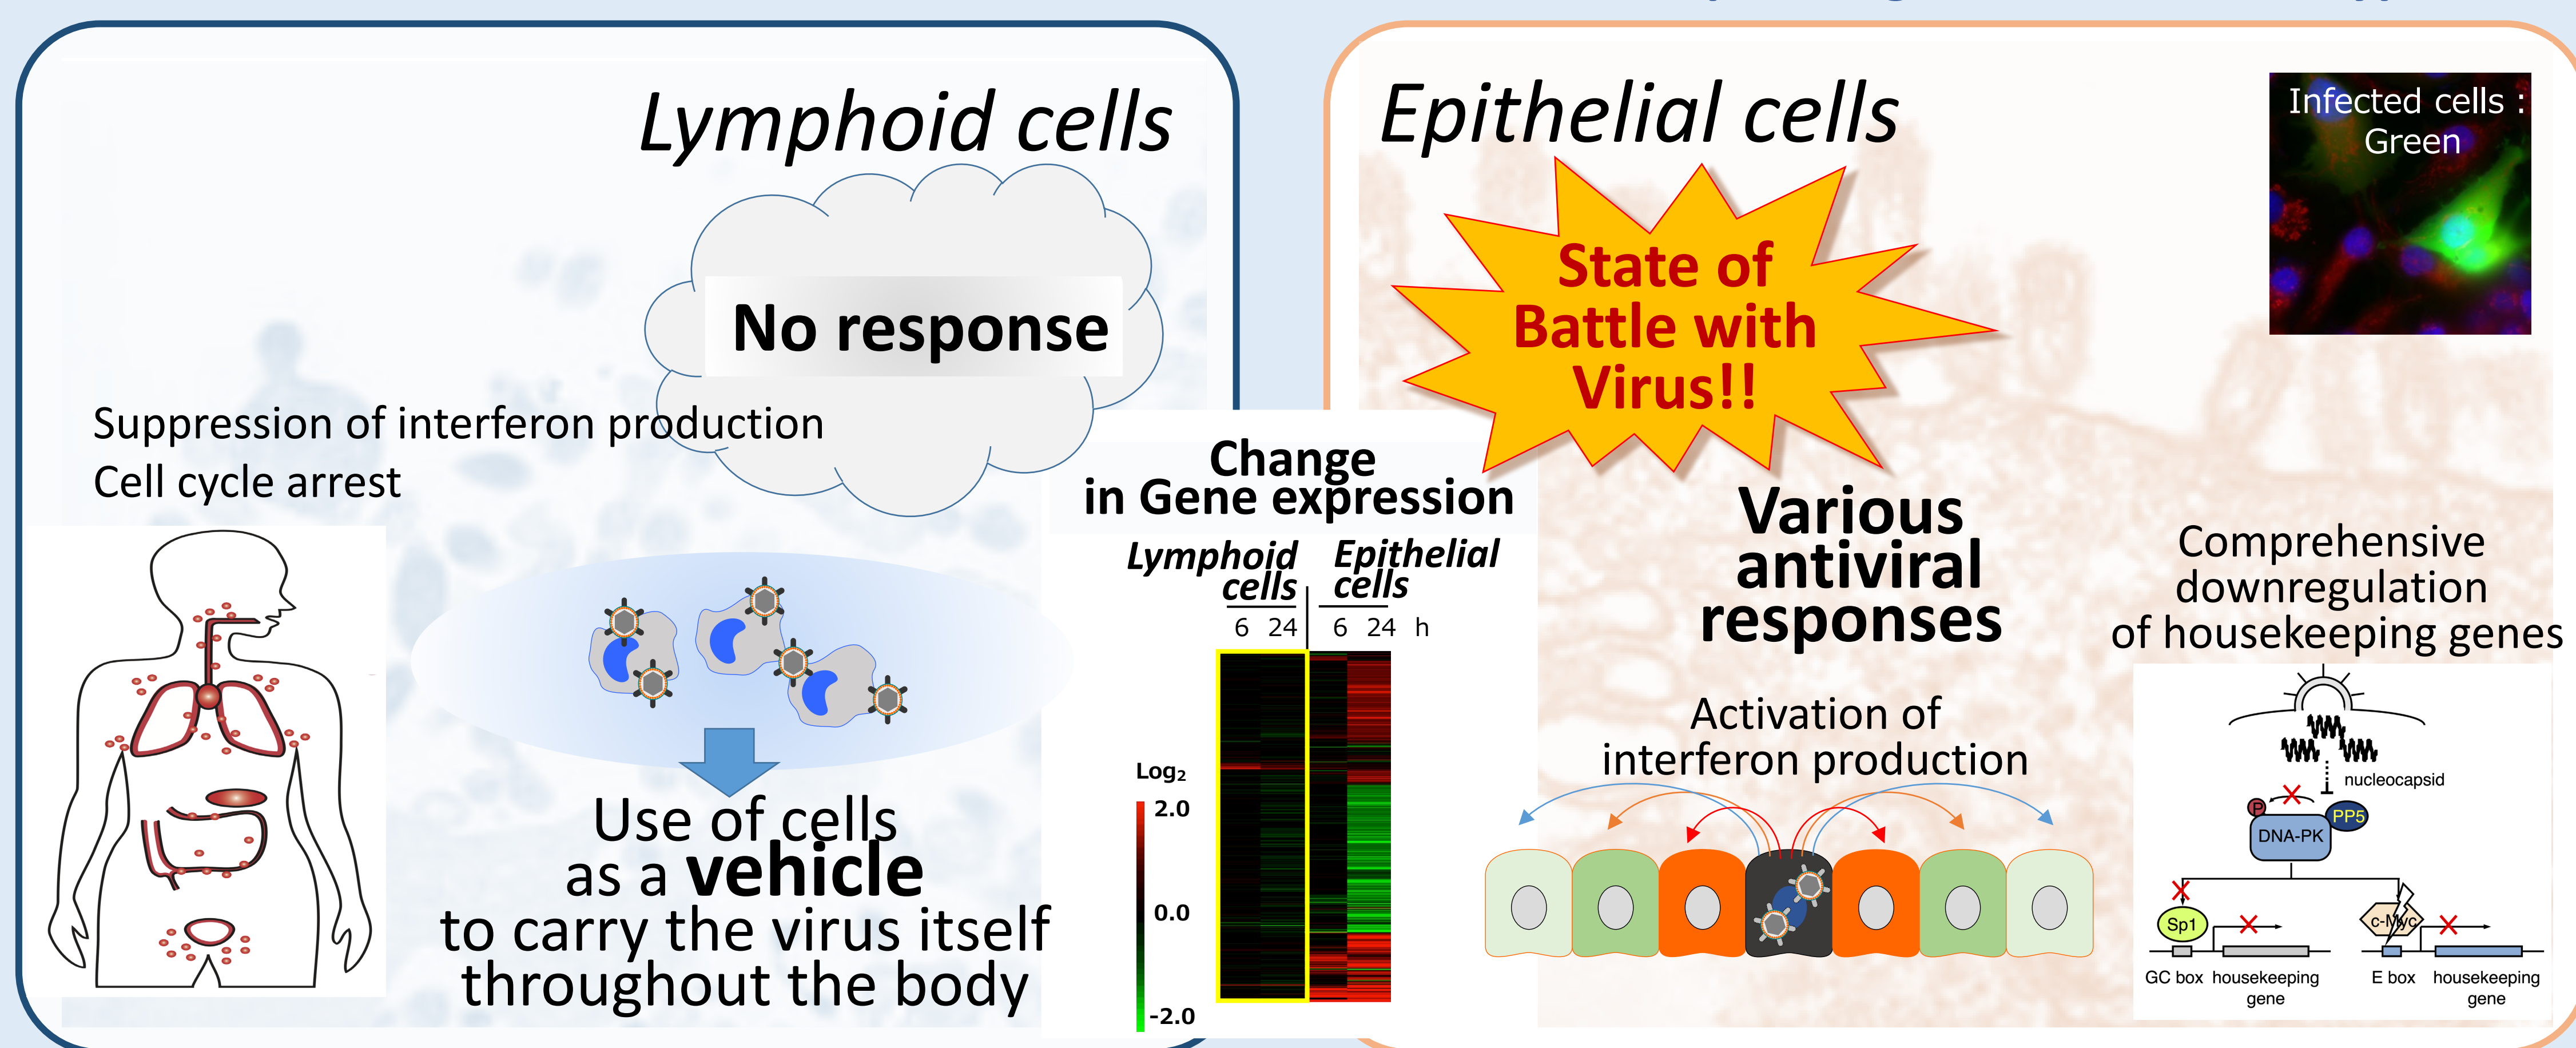 Lymphoid cells
No response
Suppression of interferon production
Cell cycle arrest
Use of cells
as a vehicle
to carry the virus itself
throughout the body
Change
in Gene expression
Lymphoid
cells
Epithelial
cells
6 24 6 24 h
Log₂
2.0
0.0
-2.0
Epithelial cells
State of
Battle with
Virus!!
Infected cells :
Green
Various
antiviral
responses
Activation of
interferon production
Comprehensive
downregulation
of housekeeping genes
nucleocapsid
P
PP5
DNA-PK
Sp1
c-Myc
GC box
housekeeping
gene
E box
housekeeping
gene